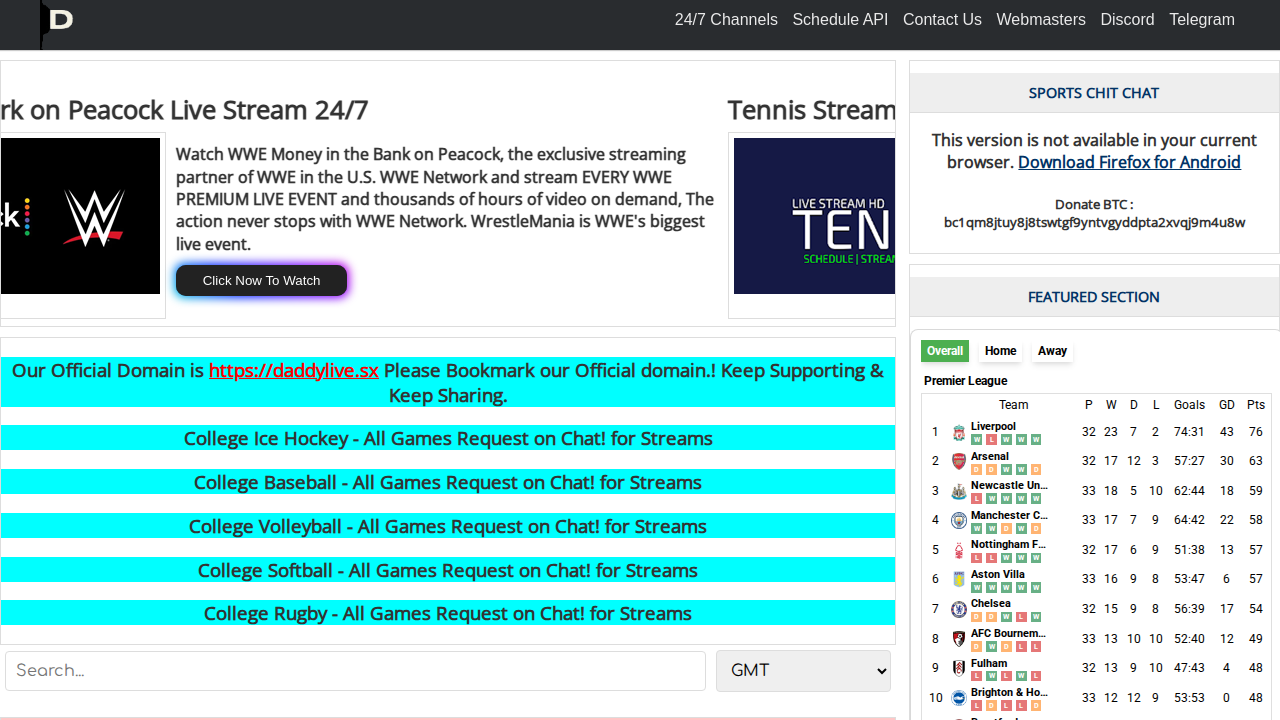 D
24/7 Channels Schedule API Contact Us Webmasters Discord Telegram
rk on Peacock Live Stream 24/7
ck
W
Watch WWE Money in the Bank on Peacock, the exclusive streaming
partner of WWE in the U.S. WWE Network and stream EVERY WWE
PREMIUM LIVE EVENT and thousands of hours of video on demand, The
action never stops with WWE Network. WrestleMania is WWE's biggest
live event.
Click Now To Watch
Tennis Stream
LIVE STREAM HD
TEN
SCHEDULE|STREAM
Our Official Domain is https://daddylive.sx Please Bookmark our Official domain.! Keep Supporting &
Keep Sharing.
College Ice Hockey - All Games Request on Chat! for Streams
College Baseball - All Games Request on Chat! for Streams
College Volleyball - All Games Request on Chat! for Streams
College Softball - All Games Request on Chat! for Streams
College Rugby - All Games Request on Chat! for Streams
Search...
GMT
SPORTS CHIT CHAT
This version is not available in your current
browser. Download Firefox for Android
Donate BTC :
bc1qm8jtuy8j8tswtgf9yntvgyddpta2xvqj9m4u8w
FEATURED SECTION
Overall Home Away
Premier League
Team P W D L Goals GD Pts
1 Liverpool 32 23 7 2 74:31 43 76
W L W W W
2 Arsenal 32 17 12 3 57:27 30 63
D D W W D
3 Newcastle Un... 33 18 5 10 62:44 18 59
L W W W W
4 Manchester C... 33 17 7 9 64:42 22 58
W W D W D
5 Nottingham F... 32 17 6 9 51:38 13 57
L L W W W
6 Aston Villa 33 16 9 8 53:47 6 57
W W W W W
7 Chelsea 32 15 9 8 56:39 17 54
D D W L W
8 AFC Bournem... 33 13 10 10 52:40 12 49
D W D L L
9 Fulham 32 13 9 10 47:43 4 48
L W L W L
10 Brighton & Ho... 33 12 12 9 53:53 0 48
L D L L D